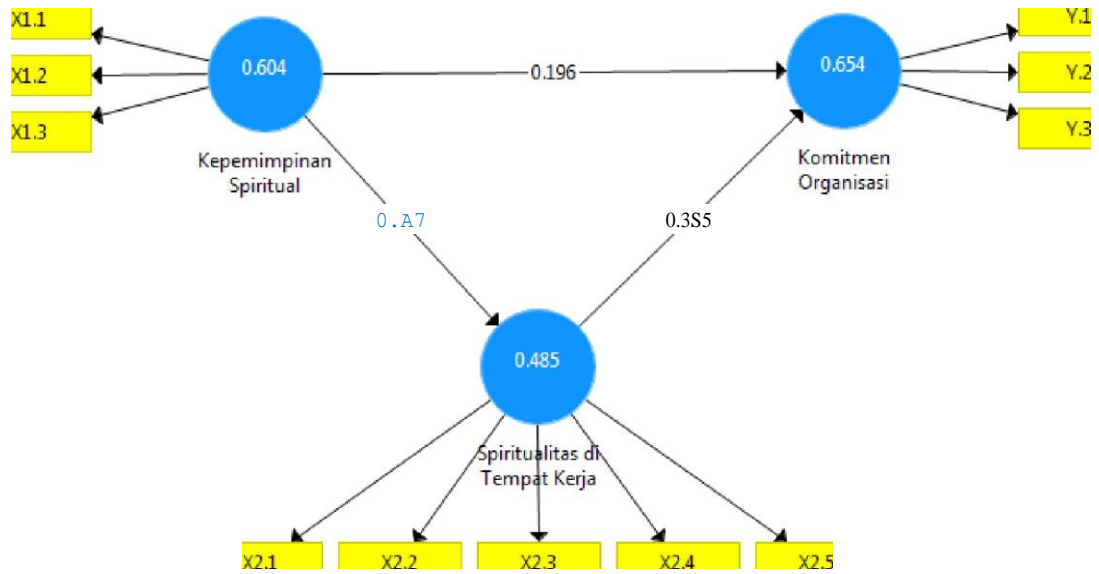 X1.1
X1.2
X1.3
0.604
Kepemimpinan
Spiritual
0.196
0.654
Komitmen
Organisasi
Y.1
Y.2
Y.3
0.A7
0.3S5
0.485
Spiritualitas di
Tempat Kerja
X2.1
X2.2
X2.3
X2.4
X2.5